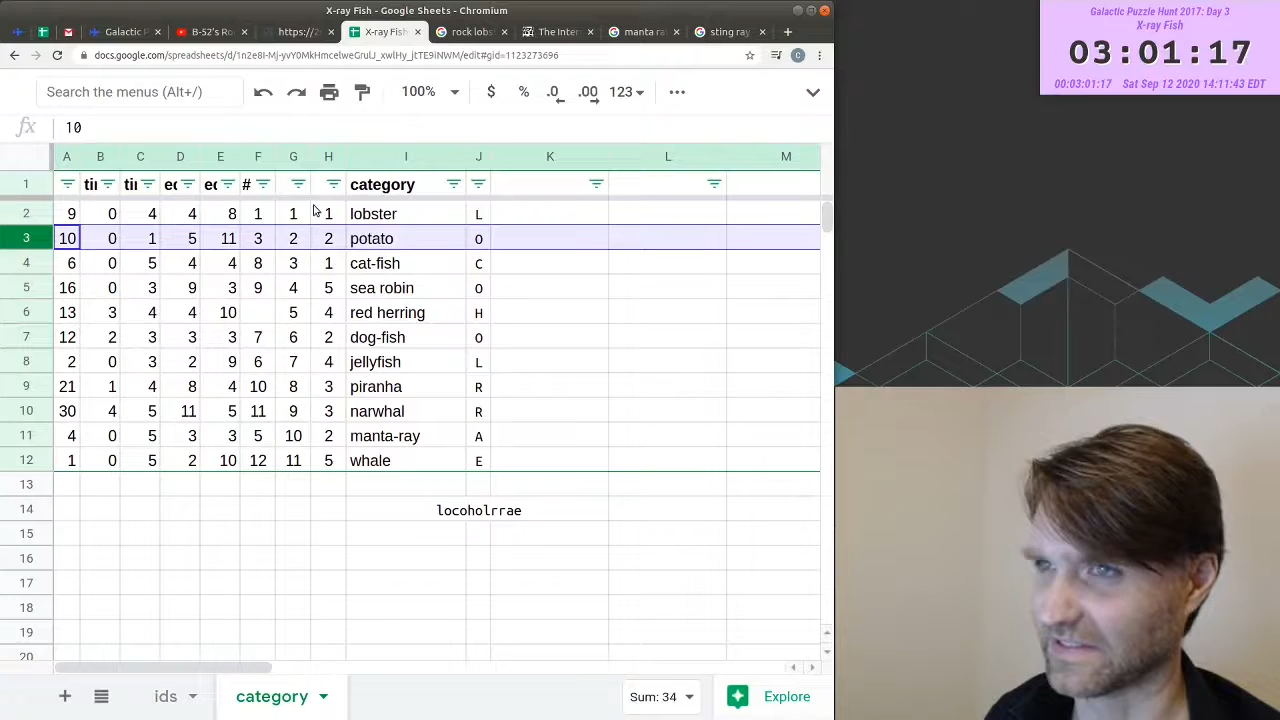 X-ray Fish - Google Sheets - Chromium
Galactic P
B-52's Ro
https://2
X-ray Fis
rock lobs
The Inter
manta ra
sting ray
docs.google.com/spreadsheets/d/
/edit#gid=1123273696
Search the menus (Alt+/)
100%
$
%
.0
.00
123
fx
10
A B C D E F G H I J K L M
1 # category
2 9 0 4 4 8 1 1 1 lobster L
3 10 0 1 5 11 3 2 2 potato O
4 6 0 5 4 4 8 3 1 cat-fish C
5 16 0 3 9 3 9 4 5 sea robin O
6 13 3 4 4 10 5 4 red herring H
7 12 2 3 3 3 7 6 2 dog-fish O
8 2 0 3 2 9 6 7 4 jellyfish L
9 21 1 4 8 4 10 8 3 piranha R
10 30 4 5 11 5 11 9 3 narwhal R
11 4 0 5 3 3 5 10 2 manta-ray A
12 1 0 5 2 10 12 11 5 whale E
13
14 locoholrrae
15
16
17
18
19
20
ids
category
Sum: 34
Explore
Galactic Puzzle Hunt 2017: Day 3
X-ray Fish
03:01:17
00:03:01:17 Sat Sep 12 2020 14:11:43 EDT